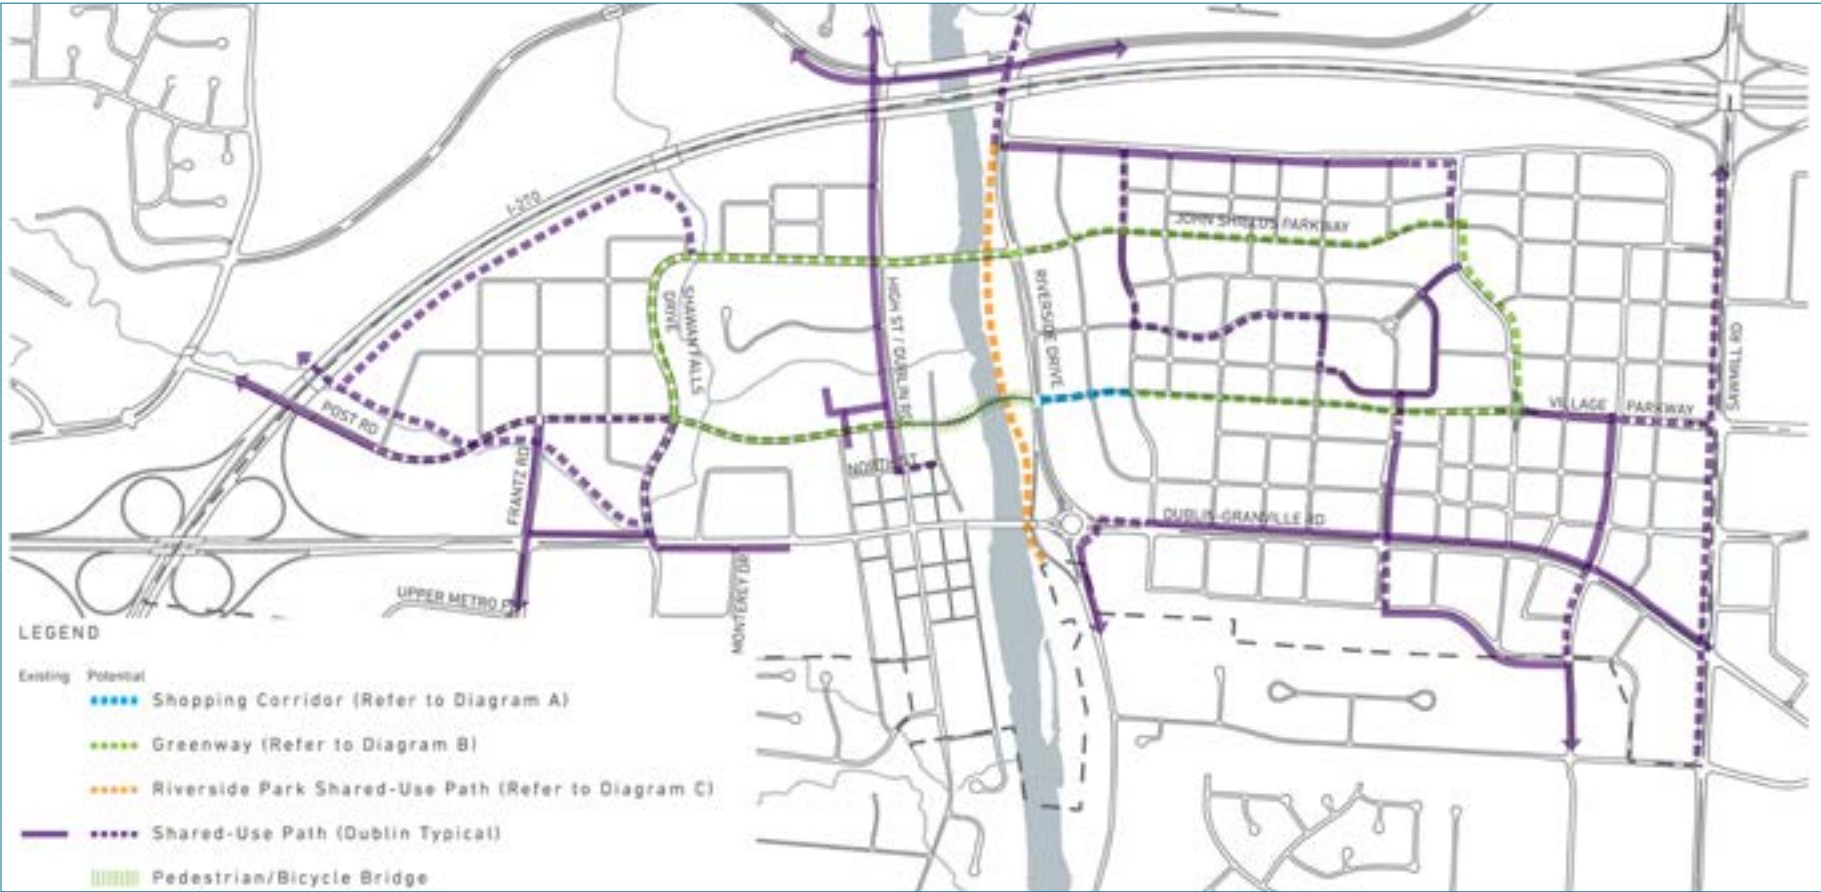 I-270
JOHN SHIELDS PARKWAY
SHAWAN FALLS
DRIVE
HIGH ST / DUBLIN RD
RIVERSIDE DRIVE
SAWMILL RD
POST RD
VILLAGE PARKWAY
FRANTZ RD
NORTH ST
DUBLIN-GRANVILLE RD
UPPER METRO
MONTEREY DR
LEGEND
Existing Potential
Shopping Corridor (Refer to Diagram A)
Greenway (Refer to Diagram B)
Riverside Park Shared-Use Path (Refer to Diagram C)
Shared-Use Path (Dublin Typical)
Pedestrian/Bicycle Bridge